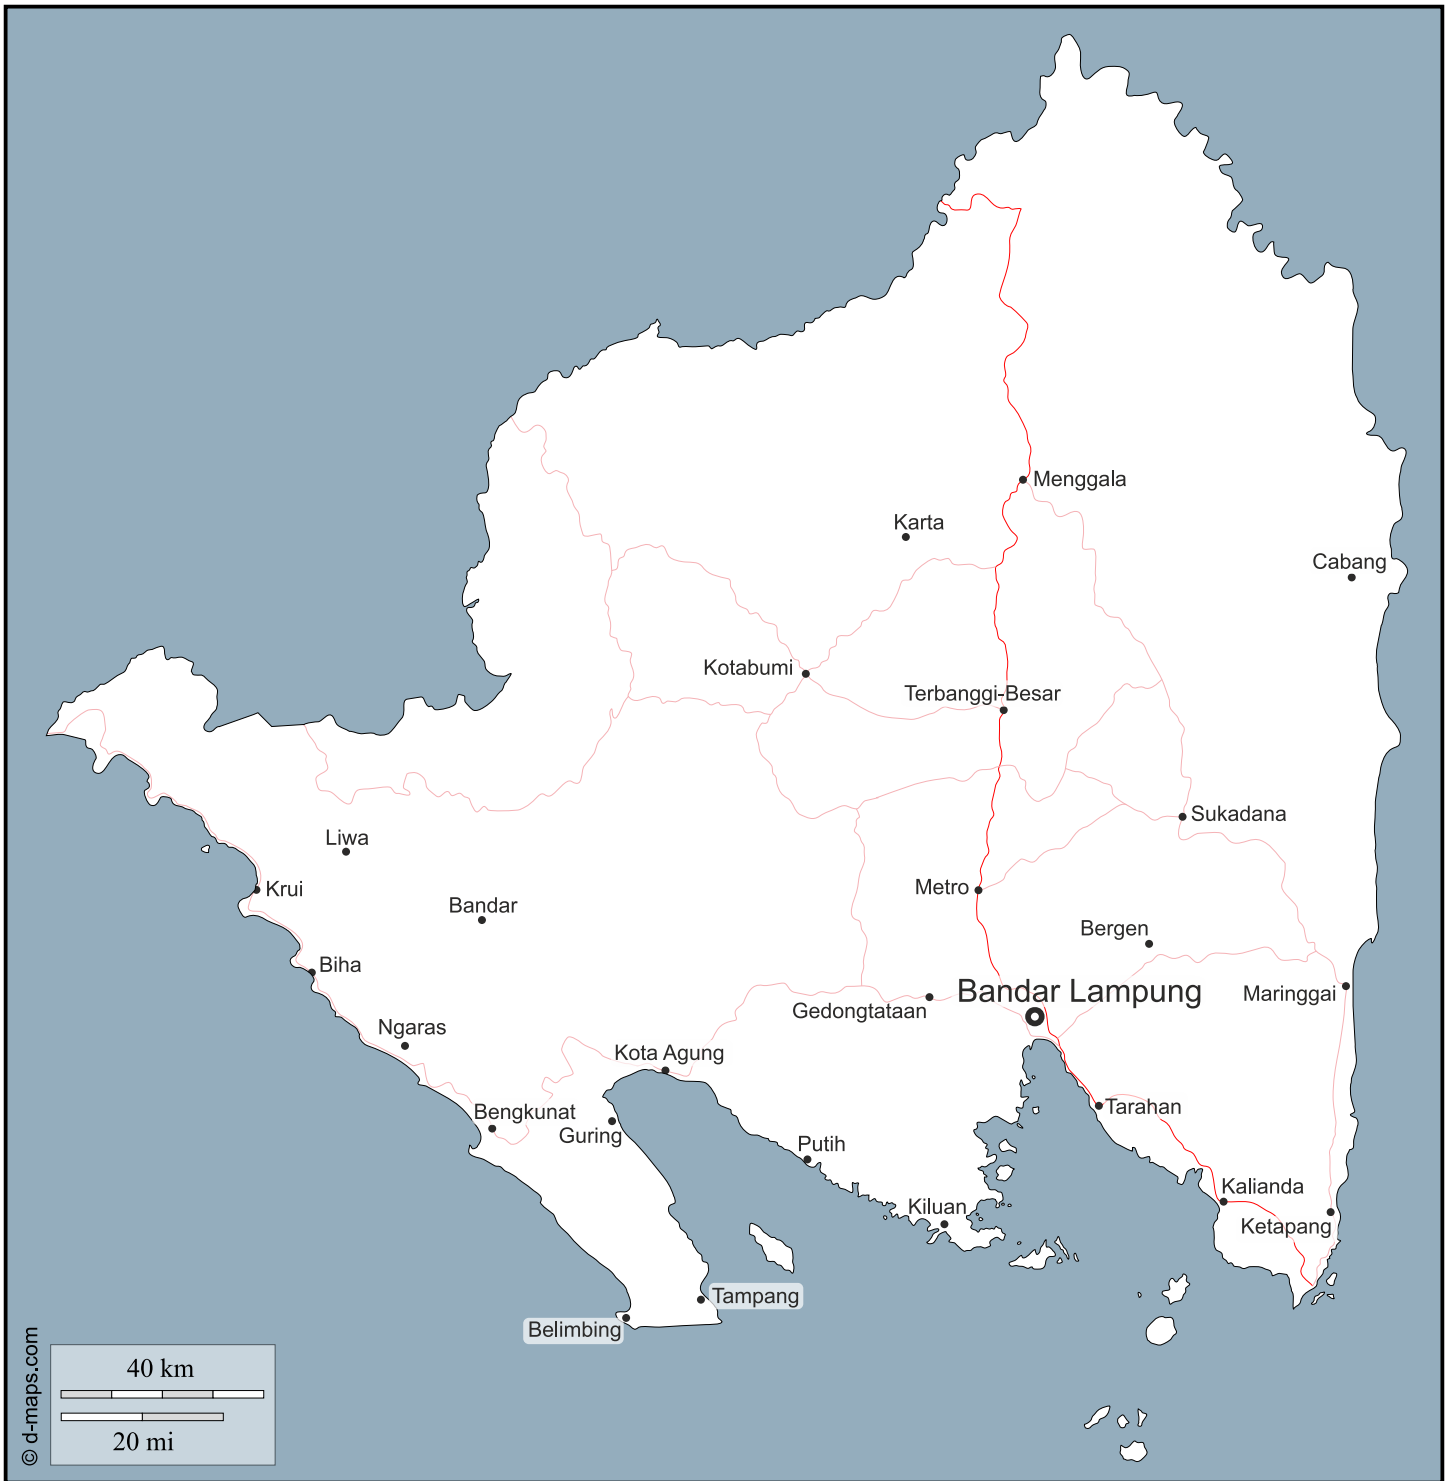 Menggala
Karta
Cabang
Kotabumi
Terbanggi-Besar
Sukadana
Liwa
Krui
Metro
Bandar
Bergen
Biha
Bandar Lampung
Maringgai
Gedongtataan
Ngaras
Kota Agung
Bengkunat
Tarahan
Guring
Putih
Kalianda
Kiluan
Ketapang
Tampang
Belimbing
© d-maps.com
40 km
20 mi